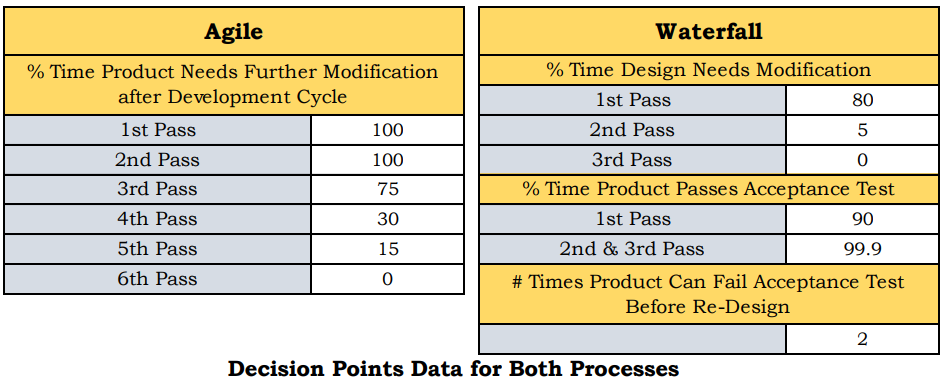 Agile
% Time Product Needs Further Modification
after Development Cycle
1st Pass 100
2nd Pass 100
3rd Pass 75
4th Pass 30
5th Pass 15
6th Pass 0
Waterfall
% Time Design Needs Modification
1st Pass 80
2nd Pass 5
3rd Pass 0
% Time Product Passes Acceptance Test
1st Pass 90
2nd & 3rd Pass 99.9
# Times Product Can Fail Acceptance Test
Before Re-Design
2
Decision Points Data for Both Processes